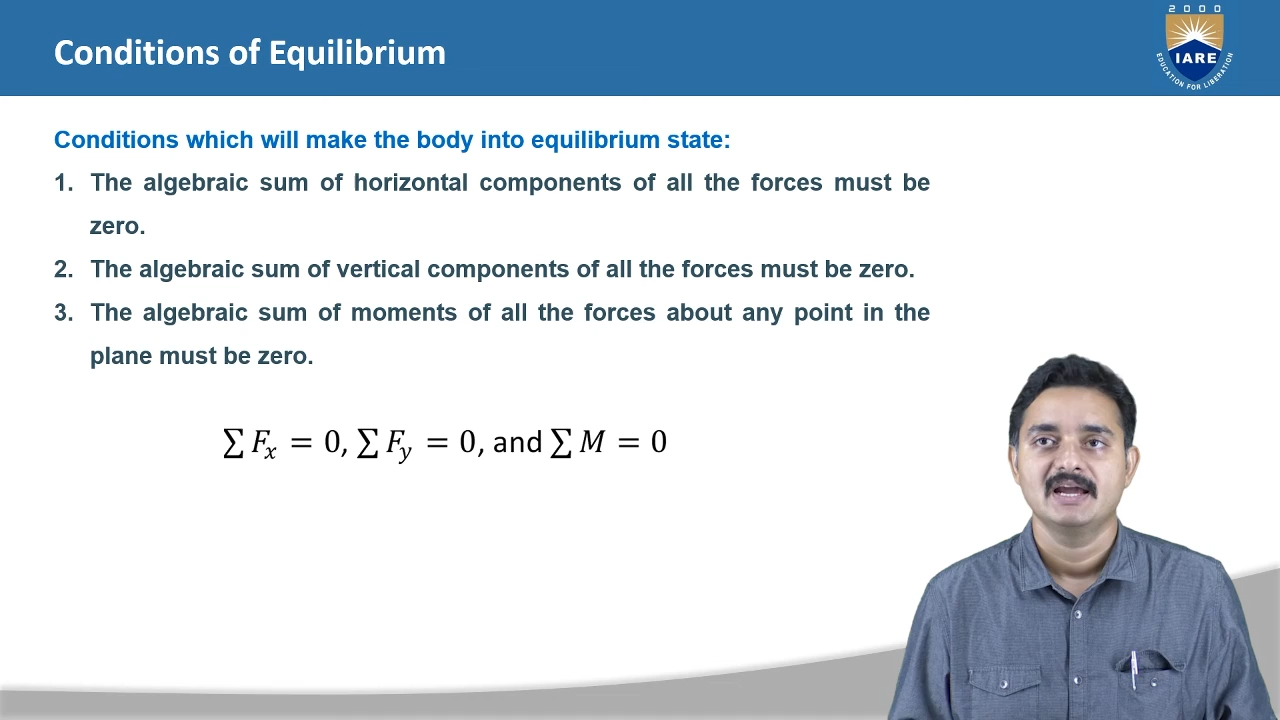 Conditions of Equilibrium
2000
IARE
EDUCATION FOR LIBERATION
Conditions which will make the body into equilibrium state:
1. The algebraic sum of horizontal components of all the forces must be
zero.
2. The algebraic sum of vertical components of all the forces must be zero.
3. The algebraic sum of moments of all the forces about any point in the
plane must be zero.
∑ Fₓ = 0, ∑ F_y = 0, and ∑ M = 0